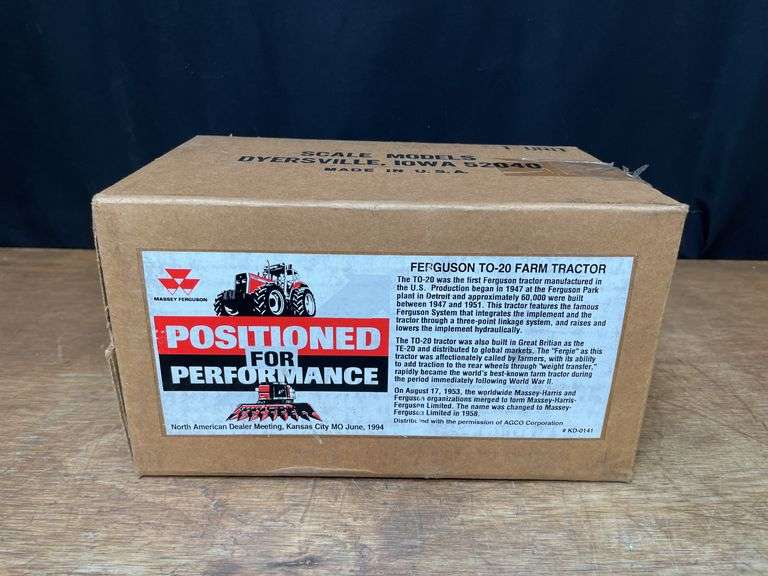 1 UNIT
SCALE MODELS
DYERSVILLE, IOWA 52040
MADE IN U.S.A.
MASSEY FERGUSON
POSITIONED
FOR
PERFORMANCE
North American Dealer Meeting, Kansas City MO June, 1994
FERGUSON TO-20 FARM TRACTOR
The TO-20 was the first Ferguson tractor manufactured in
the U.S. Production began in 1947 at the Ferguson Park
plant in Detroit and approximately 60,000 were built
between 1947 and 1951. This tractor features the famous
Ferguson System that integrates the implement and the
tractor through a three-point linkage system, and raises and
lowers the implement hydraulically.
The TO-20 tractor was also built in Great Britian as the
TE-20 and distributed to global markets. The "Fergie" as this
tractor was affectionately called by farmers, with its ability
to add traction to the rear wheels through "weight transfer,"
rapidly became the world's best-known farm tractor during
the period immediately following World War II.
On August 17, 1953, the worldwide Massey-Harris and
Ferguson organizations merged to form Massey-Harris-
Ferguson Limited. The name was changed to Massey-
Ferguson Limited in 1958.
Distributed with the permission of AGCO Corporation
# KD-0141